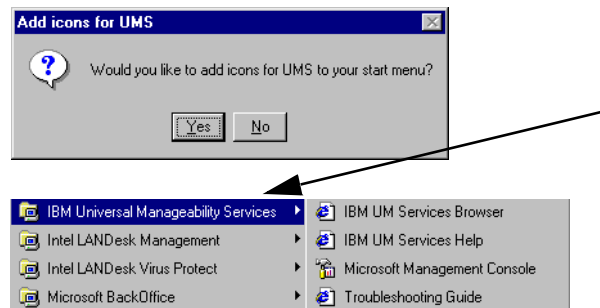 Add icons for UMS
Would you like to add icons for UMS to your start menu?
Yes No
IBM Universal Manageability Services
Intel LANDesk Management
Intel LANDesk Virus Protect
Microsoft BackOffice
IBM UM Services Browser
IBM UM Services Help
Microsoft Management Console
Troubleshooting Guide